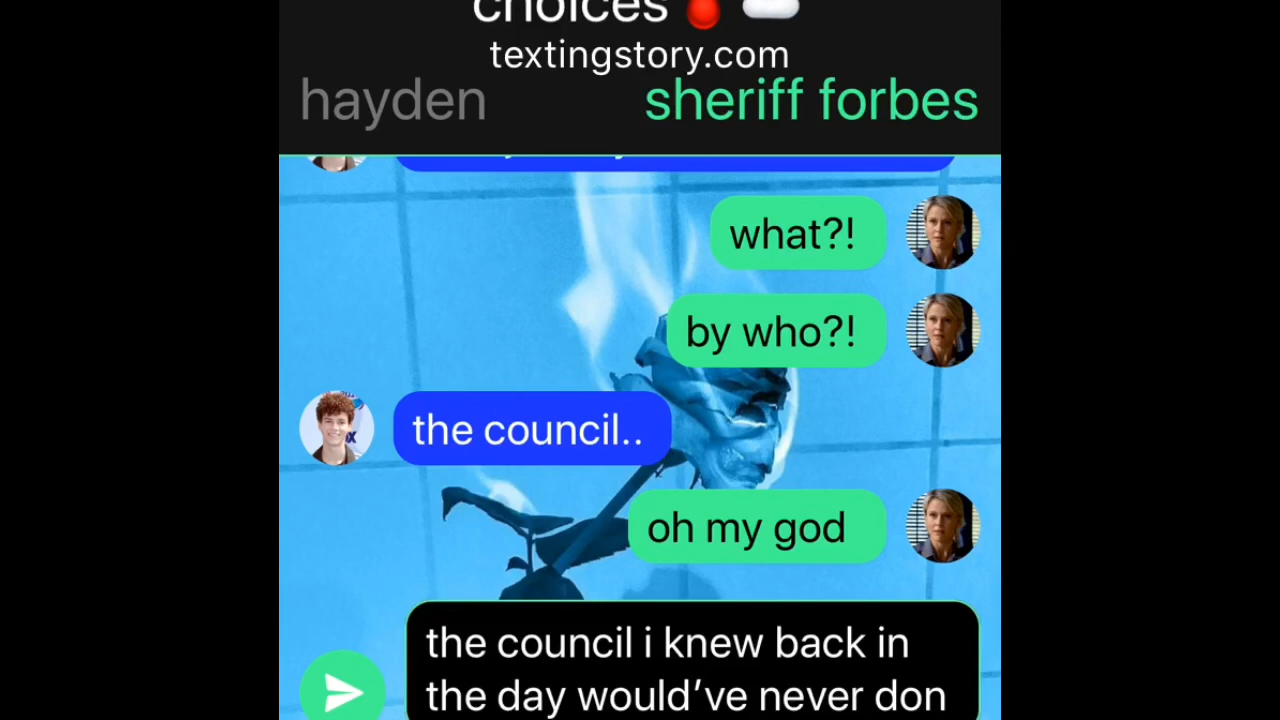 choices
textingstory.com
hayden
sheriff forbes
what?!
by who?!
the council..
oh my god
the council i knew back in
the day would’ve never don